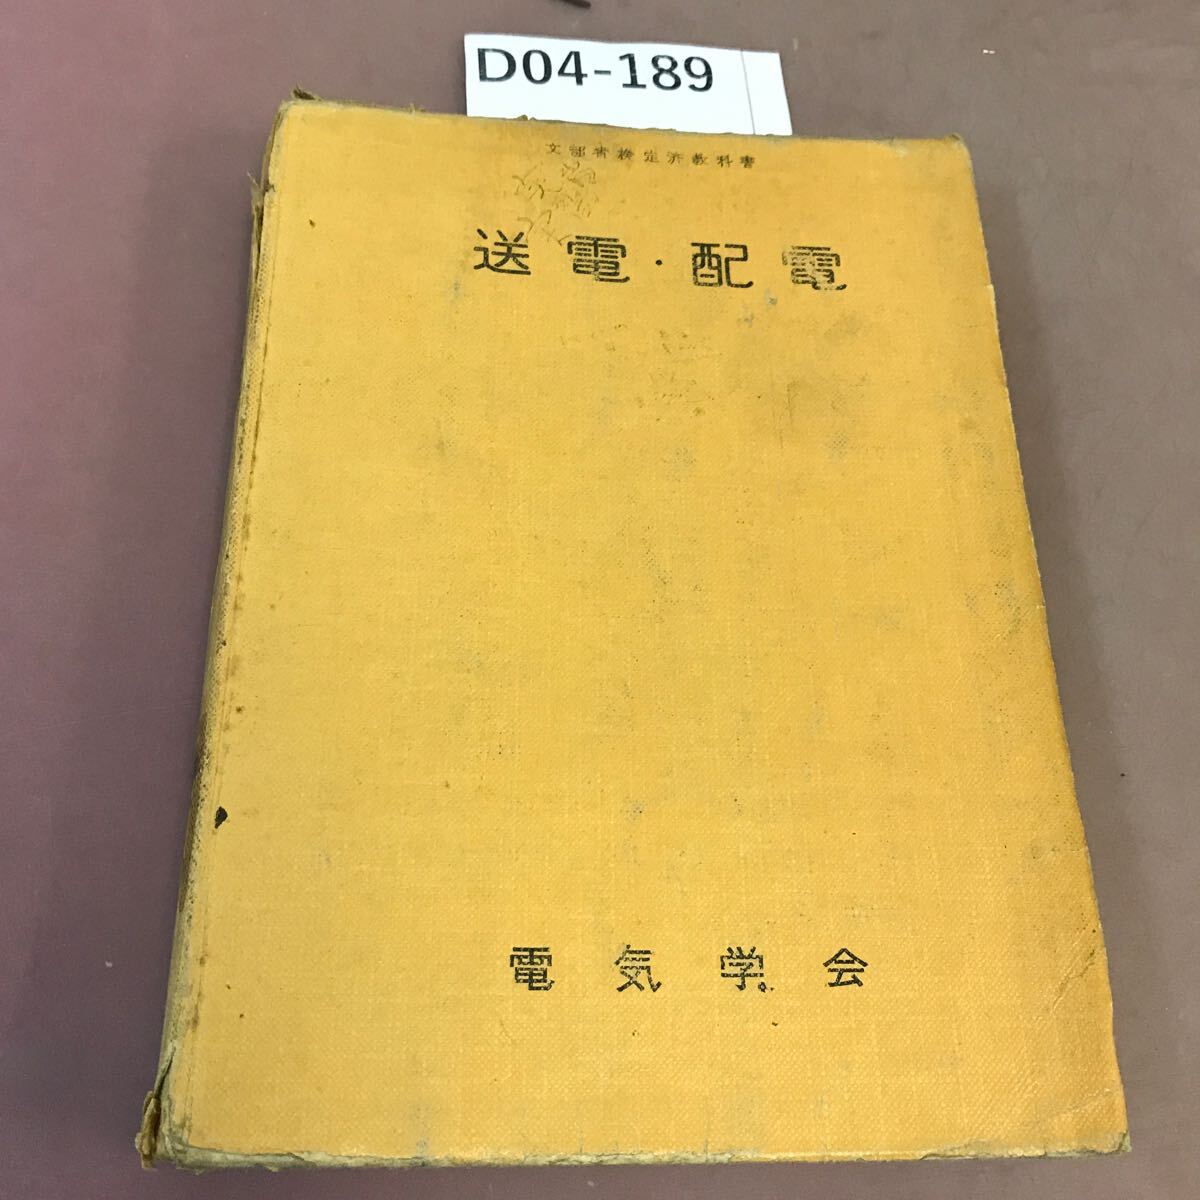 D04-189
文部省検定済教科書
送電・配電
電気学会